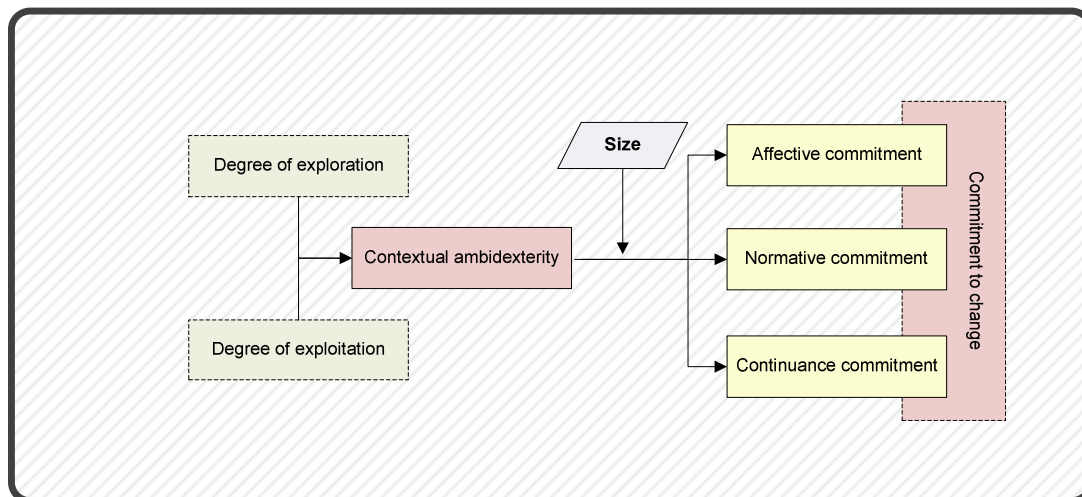 Degree of exploration
Size
Affective commitment
Contextual ambidexterity
Normative commitment
Commitment to change
Degree of exploitation
Continuance commitment